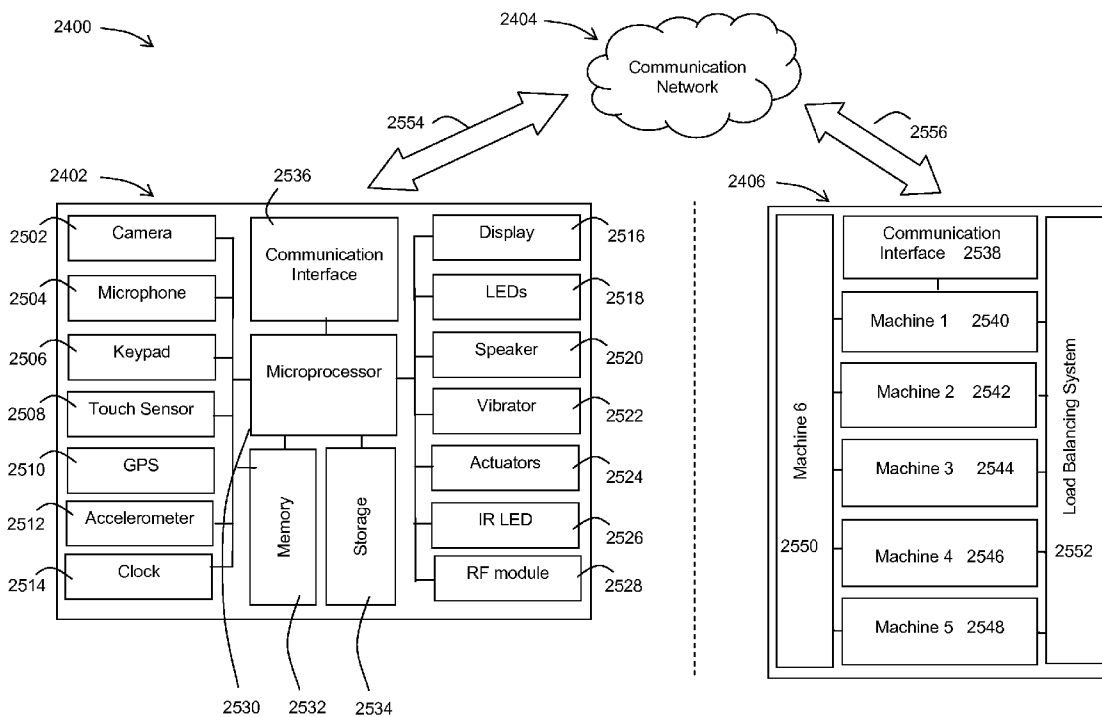 2400
2404
Communication
Network
2554
2556
2402
2536
2406
2502
Camera
2504
Microphone
2506
Keypad
2508
Touch Sensor
2510
GPS
2512
Accelerometer
2514
Clock
Communication
Interface
Microprocessor
Memory
Storage
Display
2516
LEDs
2518
Speaker
2520
Vibrator
2522
Actuators
2524
IR LED
2526
RF module
2528
2530
2532
2534
Machine 6
2550
Communication
Interface 2538
Machine 1 2540
Machine 2 2542
Machine 3 2544
Machine 4 2546
Machine 5 2548
Load Balancing System
2552